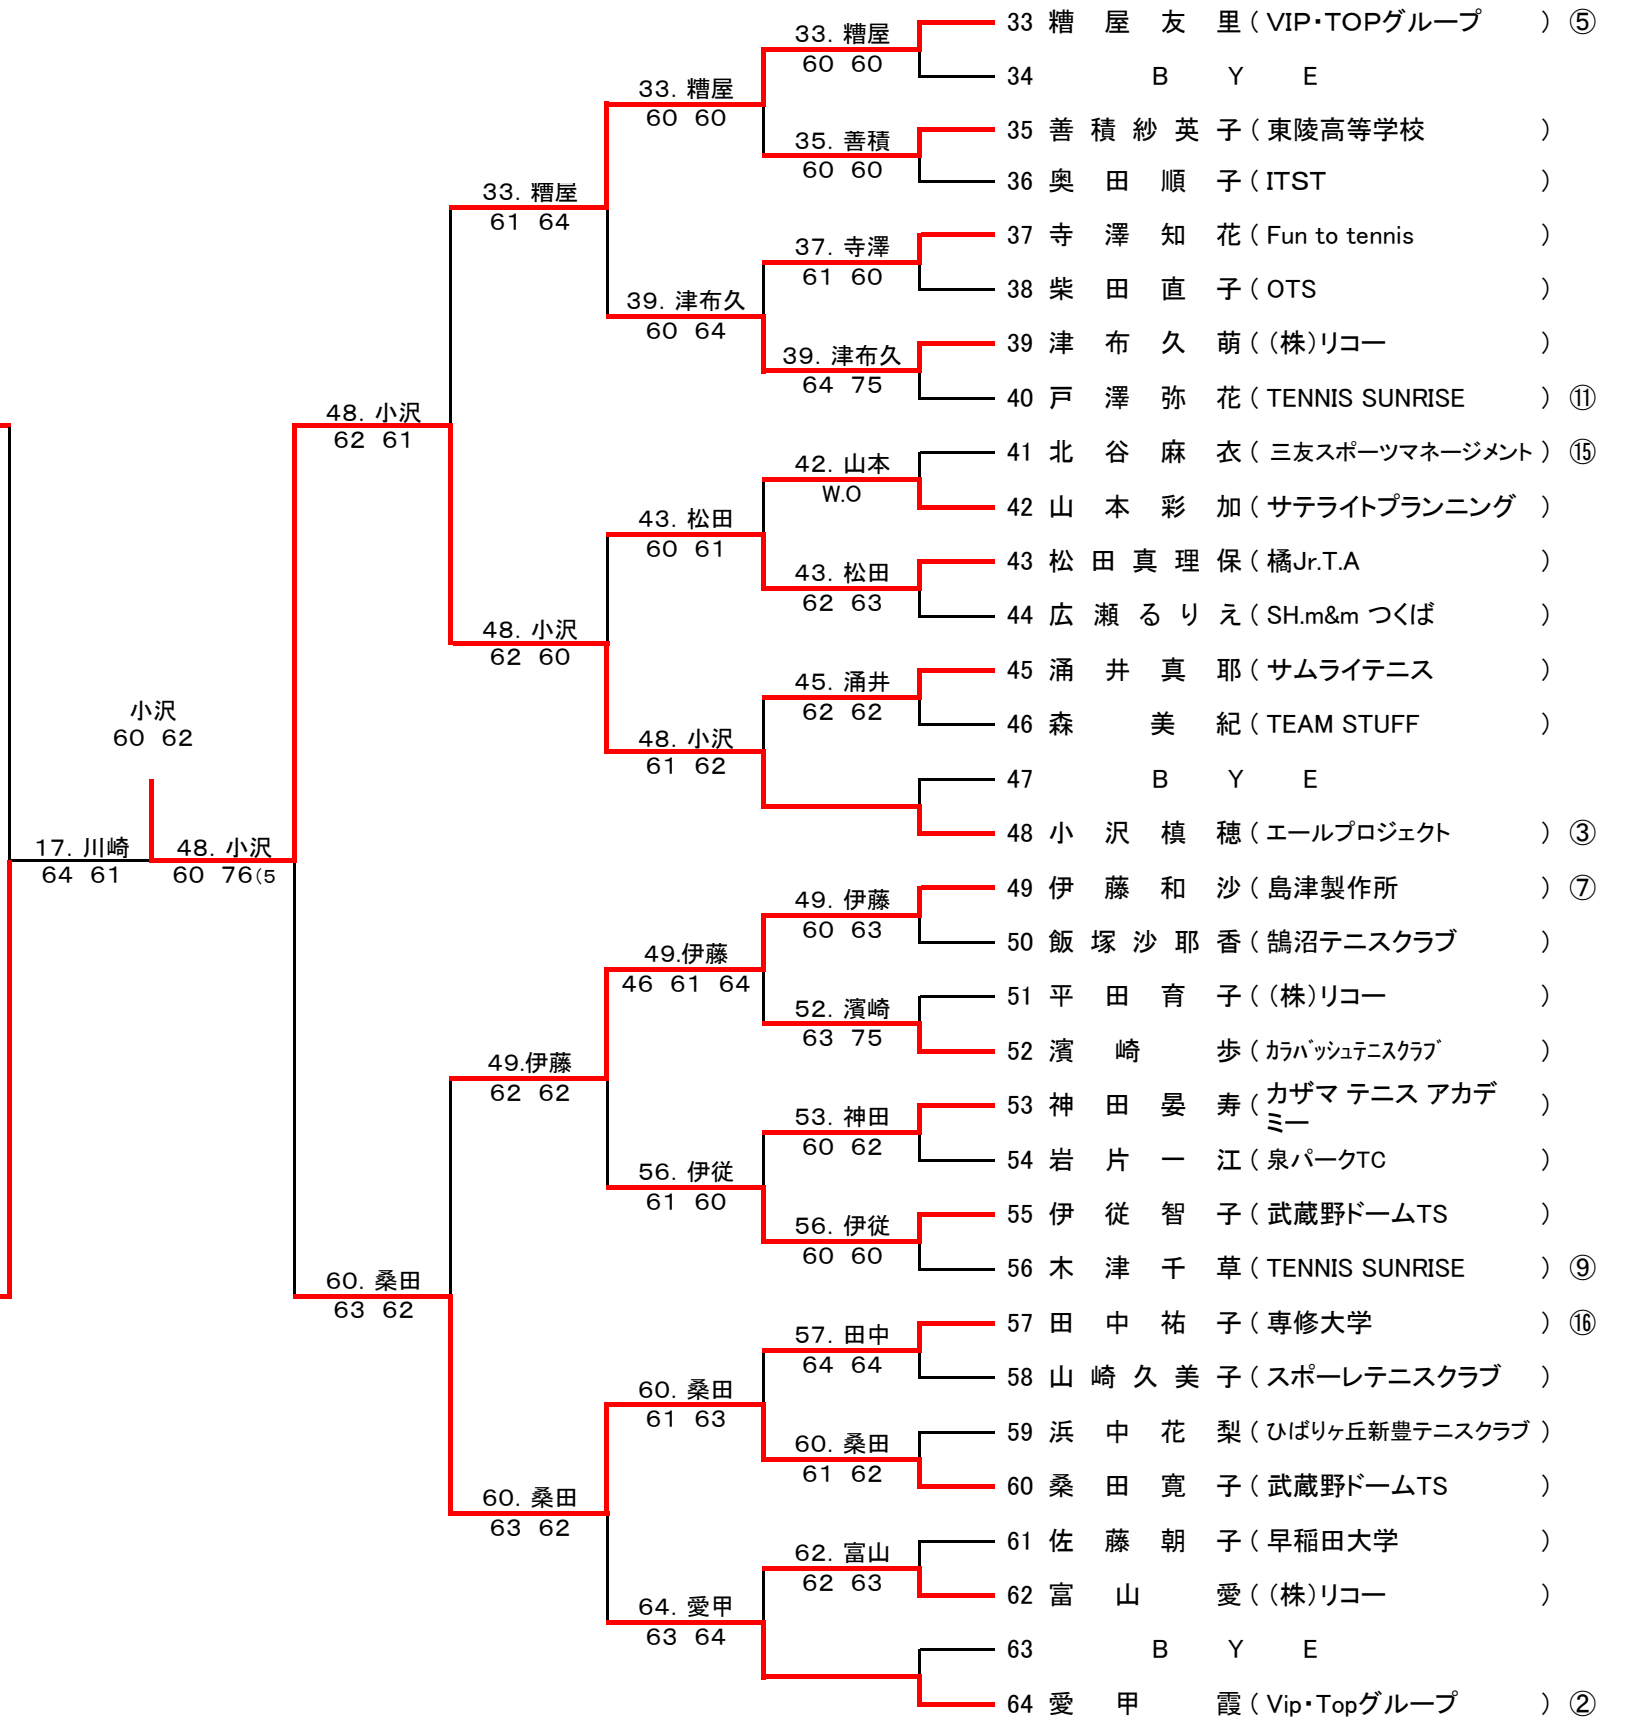 33 糟屋友里 ( VIP・TOPグループ ) ⑤
34 B Y E
35 善積紗英子 ( 東陵高等学校 )
36 奥田順子 ( ITST )
37 寺澤知花 ( Fun to tennis )
38 柴田直子 ( OTS )
39 津布久萌 ( (株)リコー )
40 戸澤弥花 ( TENNIS SUNRISE ) ⑪
41 北谷麻衣 ( 三友スポーツマネージメント ) ⑮
42 山本彩加 ( サテライトプランニング )
43 松田真理保 ( 橘Jr.T.A )
44 広瀬るりえ ( SH.m&m つくば )
45 涌井真耶 ( サムライテニス )
46 森美紀 ( TEAM STUFF )
47 B Y E
48 小沢槙穂 ( エールプロジェクト ) ③
49 伊藤和沙 ( 島津製作所 ) ⑦
50 飯塚沙耶香 ( 鵠沼テニスクラブ )
51 平田育子 ( (株)リコー )
52 濱崎歩 ( ｶﾗﾊﾞｯｼｭﾃﾆｽｸﾗﾌﾞ )
53 神田晏寿 ( カザマ テニス アカデ
ミー )
54 岩片一江 ( 泉パークTC )
55 伊従智子 ( 武蔵野ドームTS )
56 木津千草 ( TENNIS SUNRISE ) ⑨
57 田中祐子 ( 専修大学 ) ⑯
58 山崎久美子 ( スポーレテニスクラブ )
59 浜中花梨 ( ひばりヶ丘新豊テニスクラブ )
60 桑田寛子 ( 武蔵野ドームTS )
61 佐藤朝子 ( 早稲田大学 )
62 富山愛 ( (株)リコー )
63 B Y E
64 愛甲霞 ( Vip・Topグループ ) ②
33. 糟屋
60 60
35. 善積
60 60
37. 寺澤
61 60
39. 津布久
64 75
42. 山本
W.O
43. 松田
62 63
45. 涌井
62 62
49. 伊藤
60 63
52. 濱崎
63 75
53. 神田
60 62
56. 伊従
60 60
57. 田中
64 64
60. 桑田
61 62
62. 富山
62 63
33. 糟屋
60 60
39. 津布久
60 64
43. 松田
60 61
48. 小沢
61 62
49.伊藤
46 61 64
56. 伊従
61 60
60. 桑田
61 63
64. 愛甲
63 64
33. 糟屋
61 64
48. 小沢
62 60
49.伊藤
62 62
60. 桑田
63 62
48. 小沢
62 61
60. 桑田
63 62
小沢
60 62
17. 川崎
64 61
48. 小沢
60 76(5